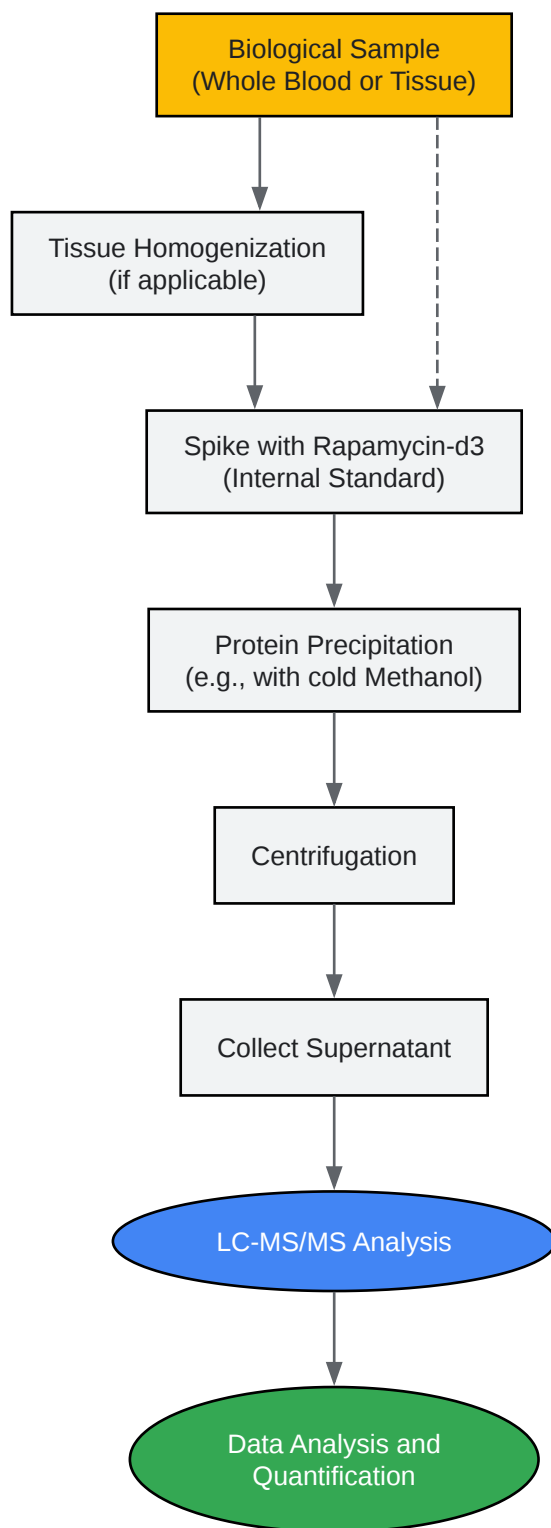 Biological Sample
(Whole Blood or Tissue)
Tissue Homogenization
(if applicable)
Spike with Rapamycin-d3
(Internal Standard)
Protein Precipitation
(e.g., with cold Methanol)
Centrifugation
Collect Supernatant
LC-MS/MS Analysis
Data Analysis and
Quantification